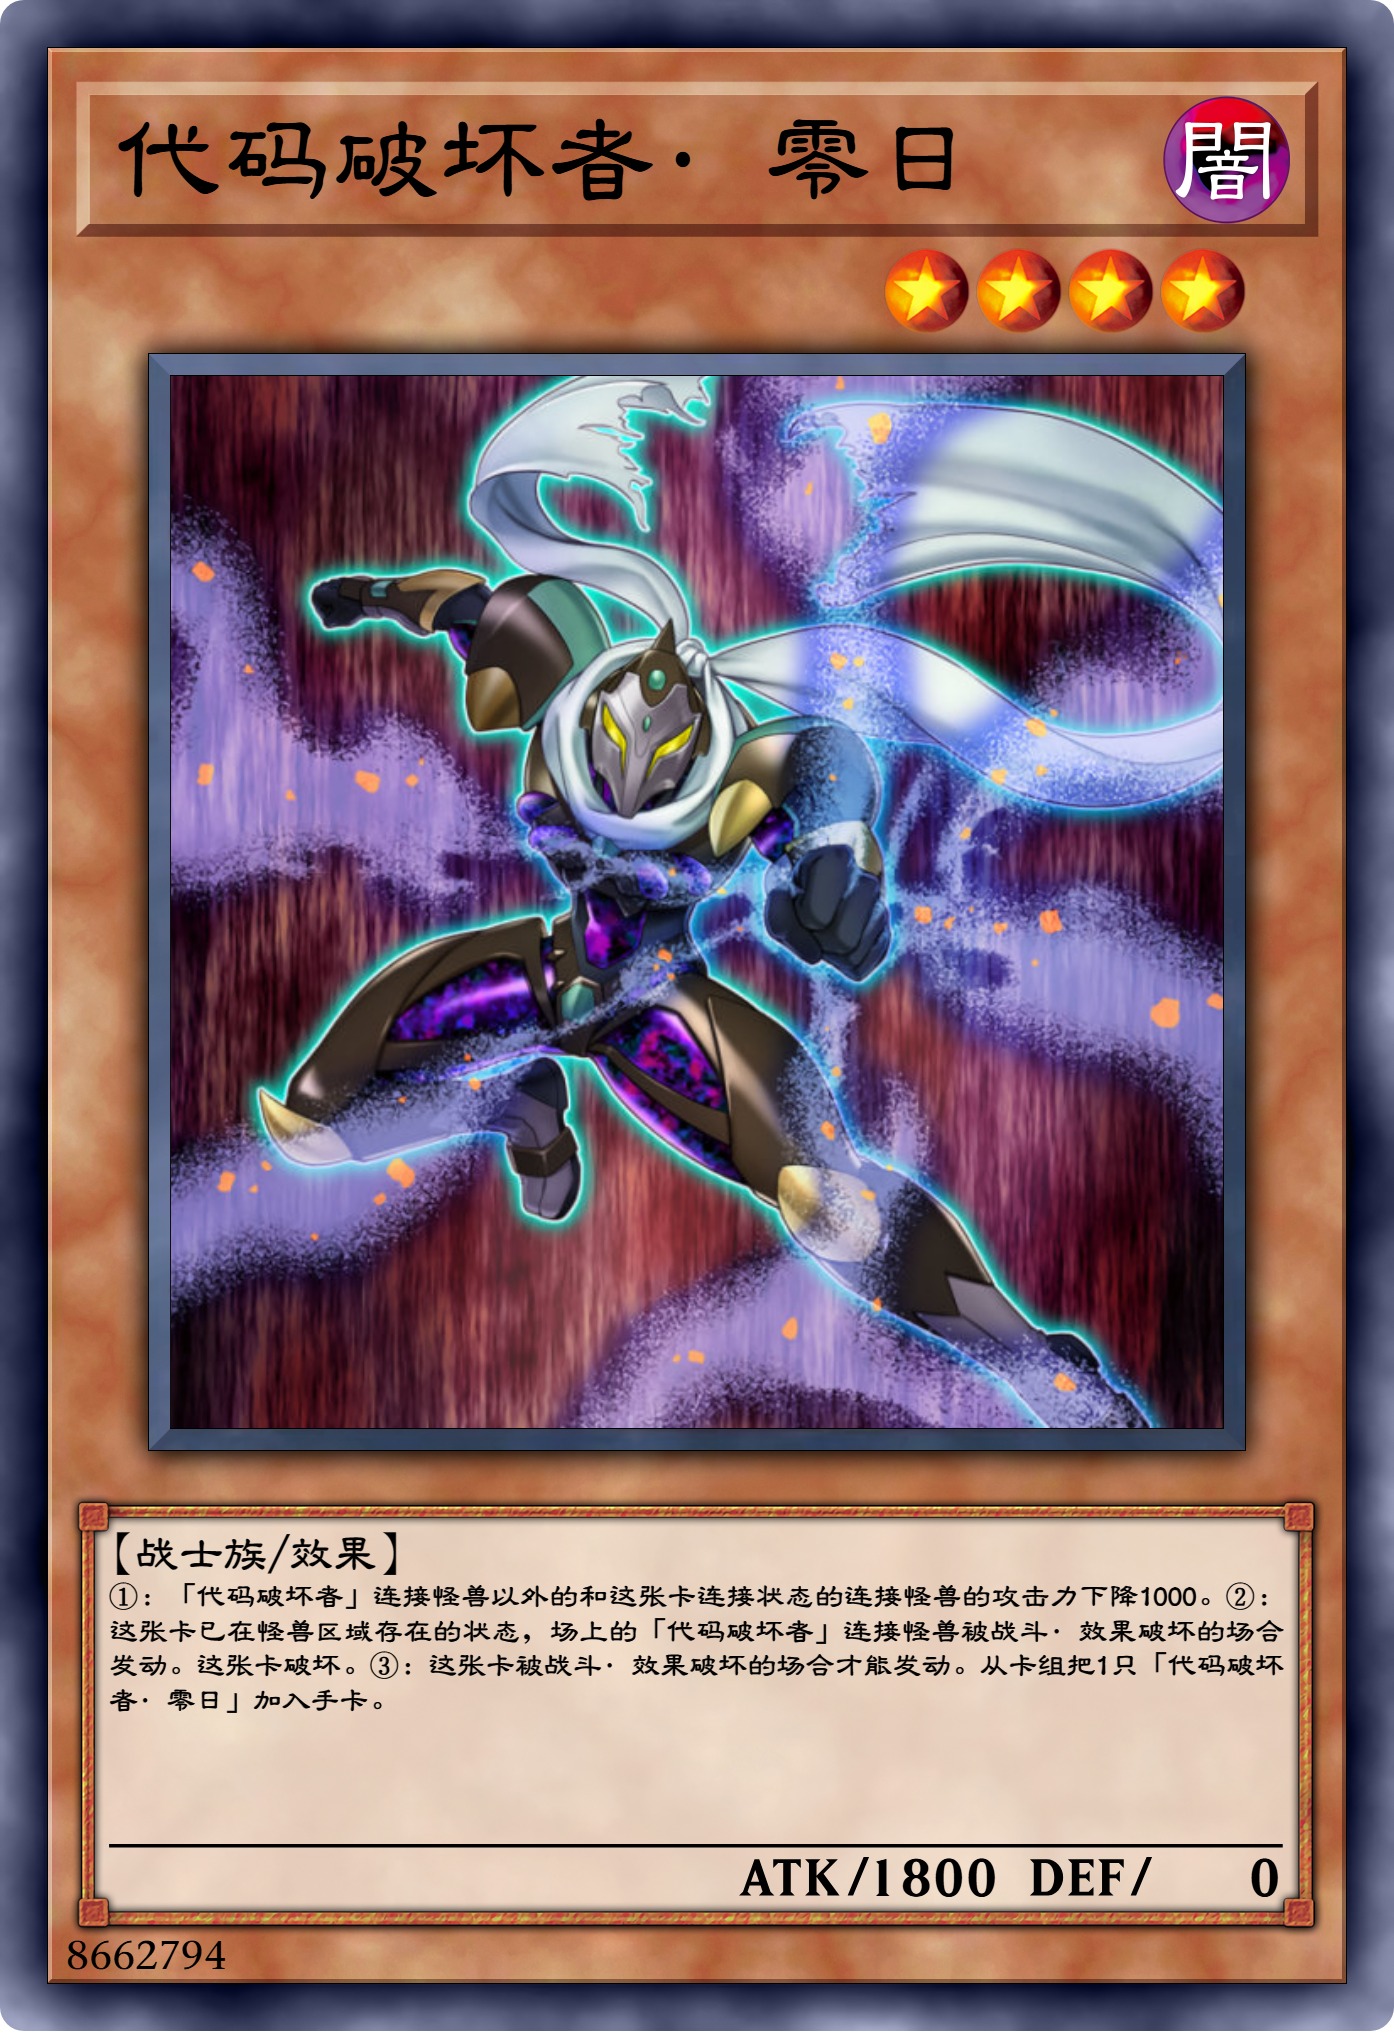 代码破坏者·零日
闇
【战士族/效果】
①：「代码破坏者」连接怪兽以外的和这张卡连接状态的连接怪兽的攻击力下降1000。②：
这张卡已在怪兽区域存在的状态，场上的「代码破坏者」连接怪兽被战斗·效果破坏的场合
发动。这张卡破坏。③：这张卡被战斗·效果破坏的场合才能发动。从卡组把1只「代码破坏
者·零日」加入手卡。
ATK/1800 DEF/ 0
8662794